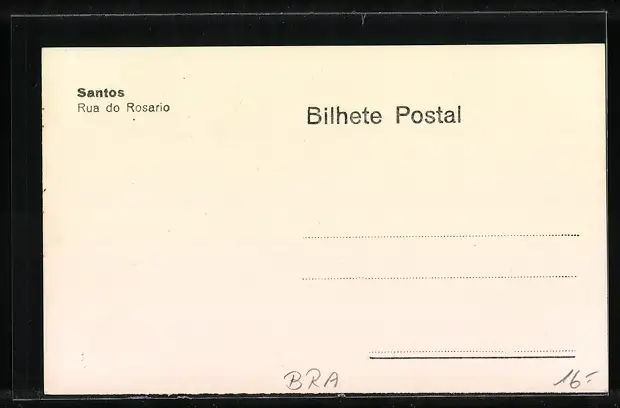 Santos
Rua do Rosario
Bilhete Postal
BRA
16.-